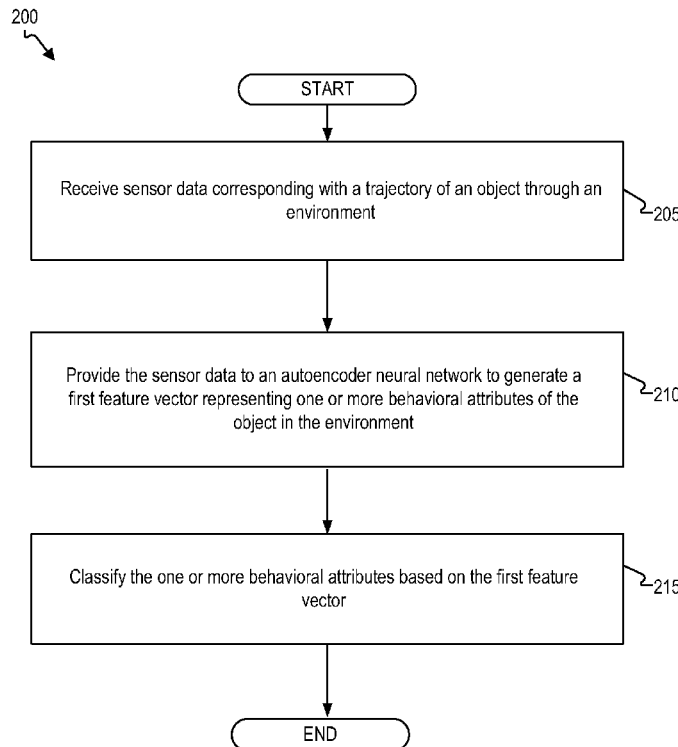 200
START
Receive sensor data corresponding with a trajectory of an object through an
environment
205
Provide the sensor data to an autoencoder neural network to generate a
first feature vector representing one or more behavioral attributes of the
object in the environment
210
Classify the one or more behavioral attributes based on the first feature
vector
215
END